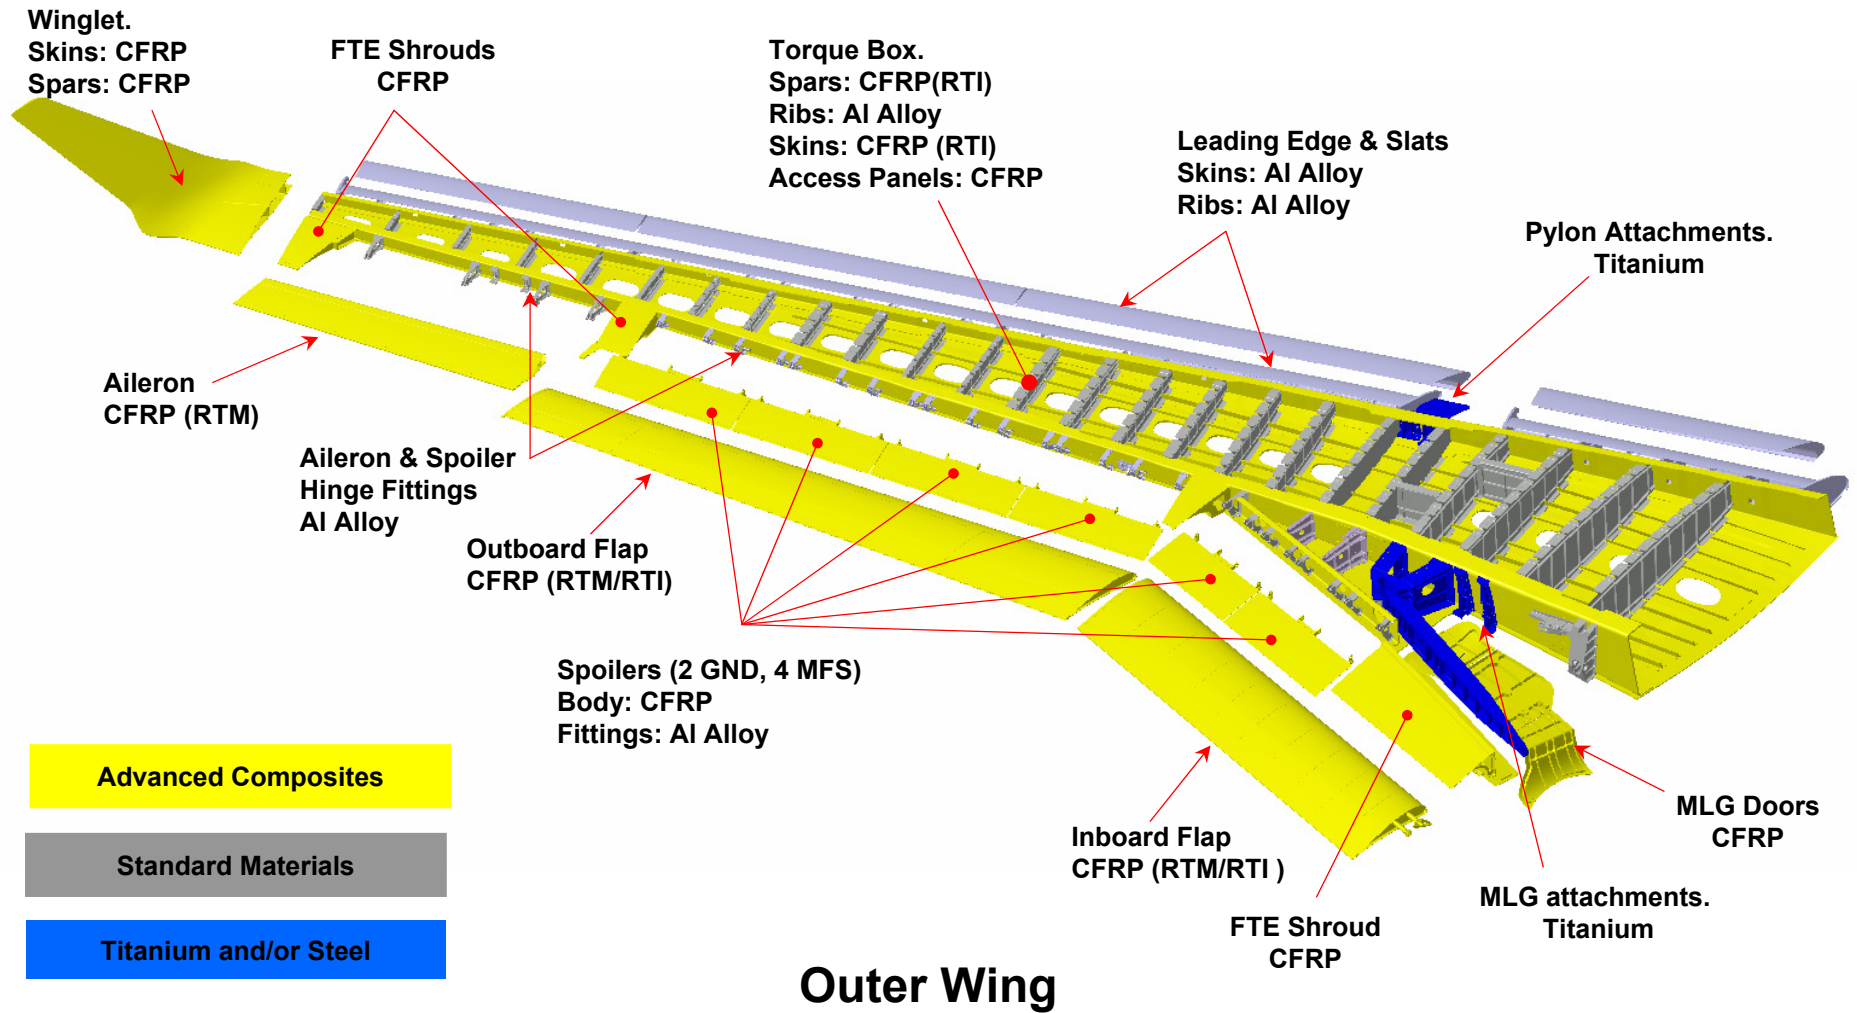 Winglet.
Skins: CFRP
Spars: CFRP
FTE Shrouds
CFRP
Torque Box.
Spars: CFRP(RTI)
Ribs: Al Alloy
Skins: CFRP (RTI)
Access Panels: CFRP
Leading Edge & Slats
Skins: Al Alloy
Ribs: Al Alloy
Pylon Attachments.
Titanium
Aileron
CFRP (RTM)
Aileron & Spoiler
Hinge Fittings
Al Alloy
Outboard Flap
CFRP (RTM/RTI)
Spoilers (2 GND, 4 MFS)
Body: CFRP
Fittings: Al Alloy
Inboard Flap
CFRP (RTM/RTI )
FTE Shroud
CFRP
MLG attachments.
Titanium
MLG Doors
CFRP
Advanced Composites
Standard Materials
Titanium and/or Steel
Outer Wing